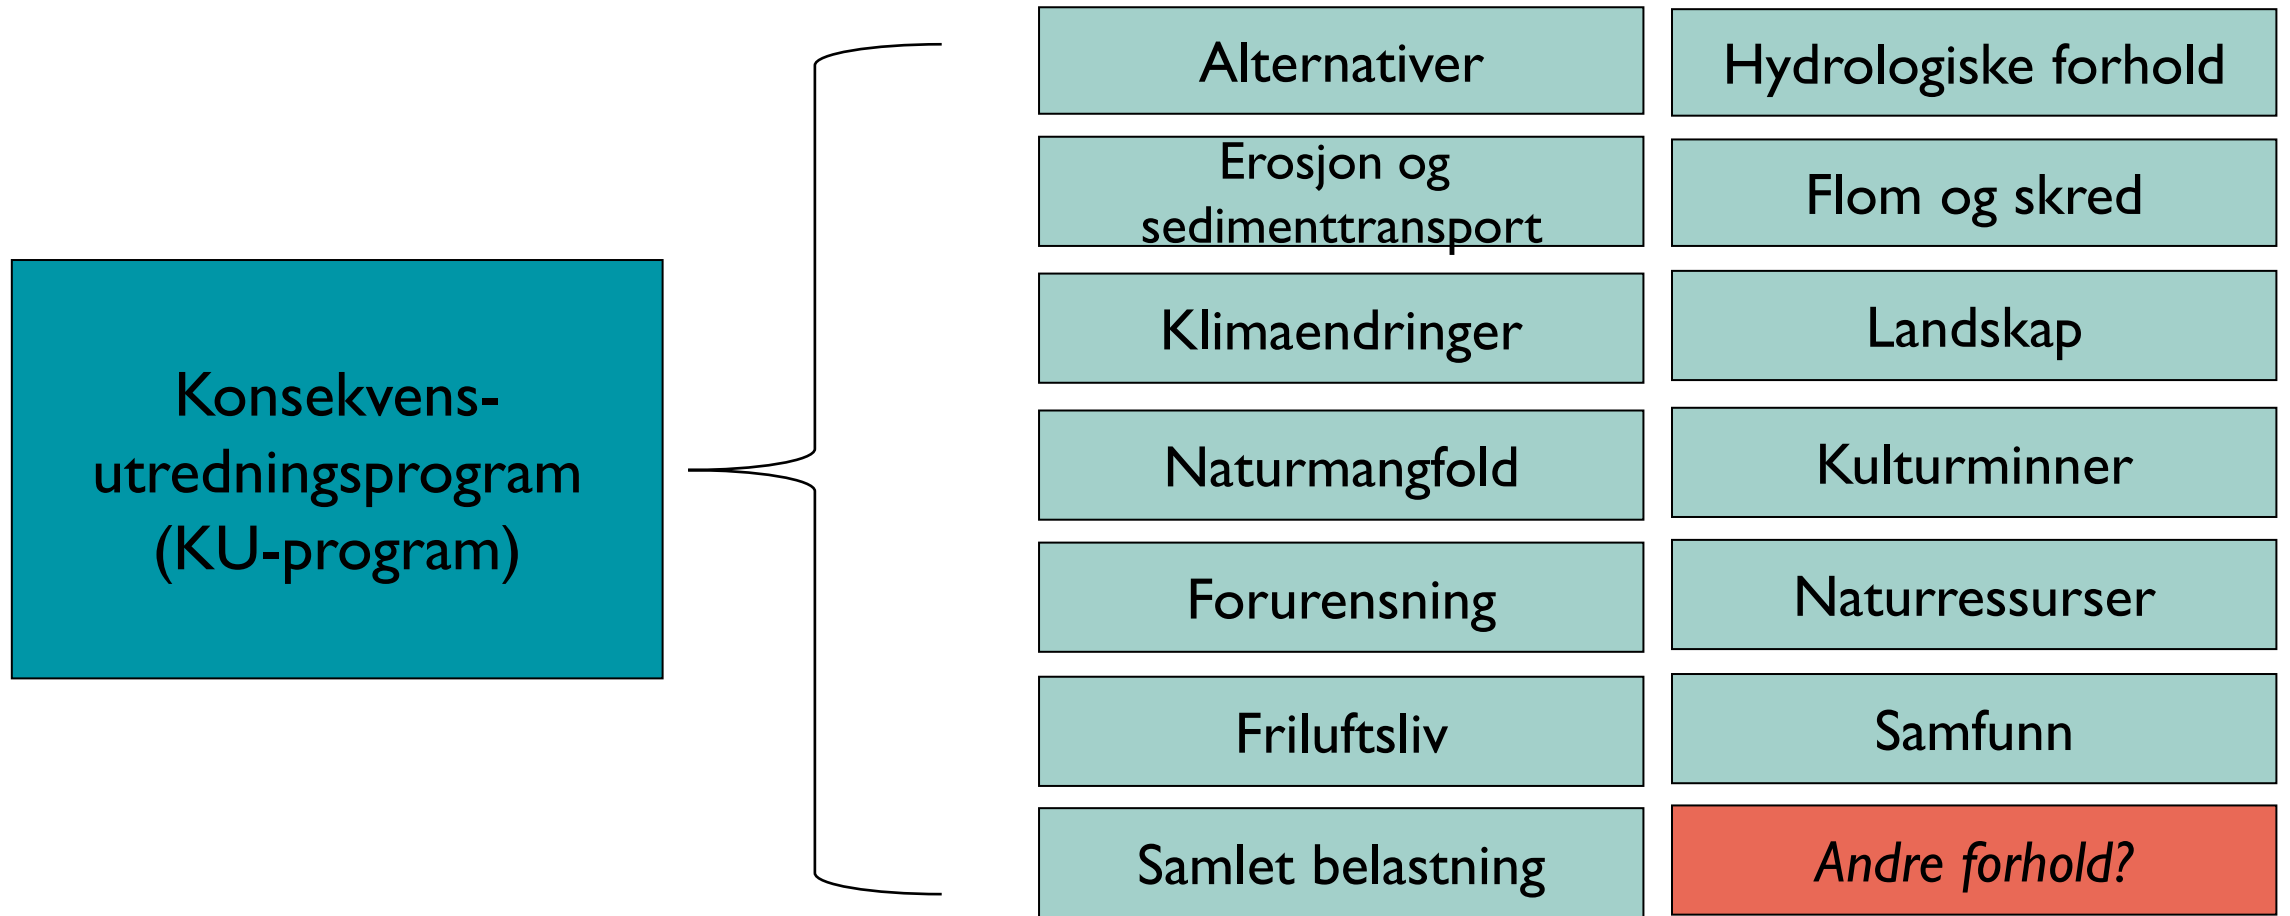 Konsekvens-
utredningsprogram
(KU-program)
Alternativer
Hydrologiske forhold
Erosjon og
sedimenttransport
Flom og skred
Klimaendringer
Landskap
Naturmangfold
Kulturminner
Forurensning
Naturressurser
Friluftsliv
Samfunn
Samlet belastning
Andre forhold?